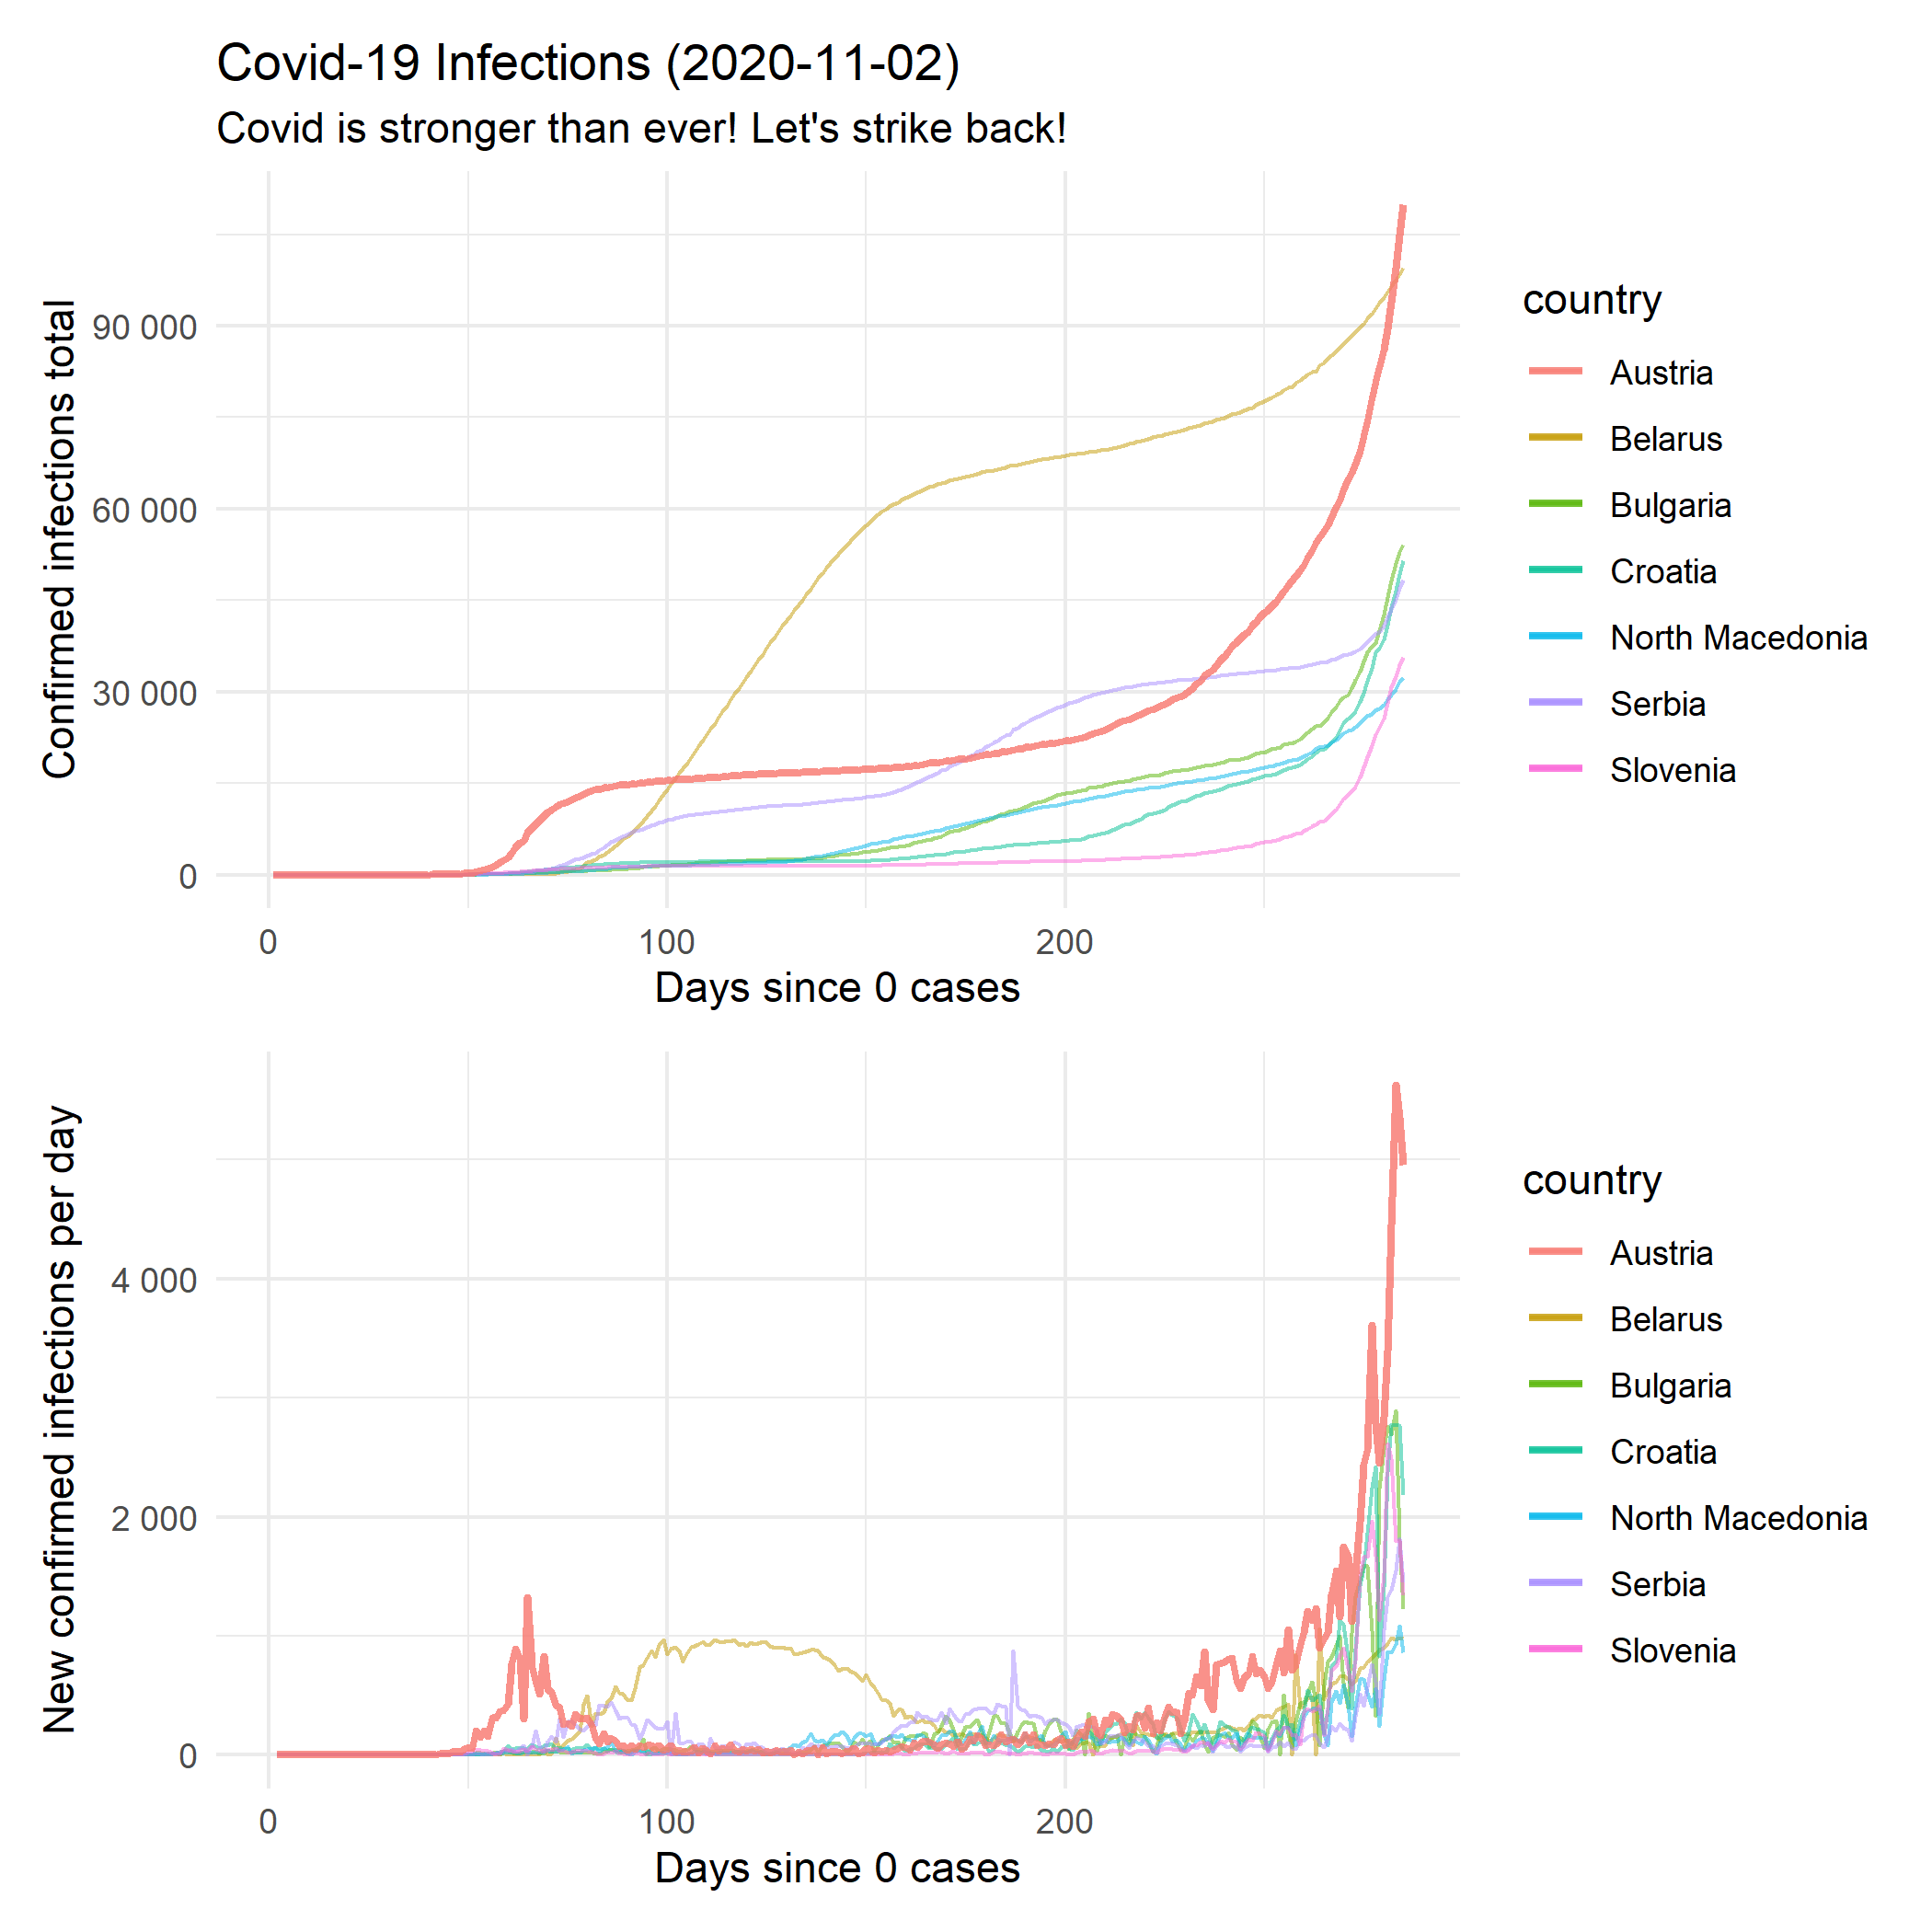 Covid-19 Infections (2020-11-02)
Covid is stronger than ever! Let's strike back!
Confirmed infections total
90 000
60 000
30 000
0
0
100
200
Days since 0 cases
country
Austria
Belarus
Bulgaria
Croatia
North Macedonia
Serbia
Slovenia
New confirmed infections per day
4 000
2 000
0
0
100
200
Days since 0 cases
country
Austria
Belarus
Bulgaria
Croatia
North Macedonia
Serbia
Slovenia